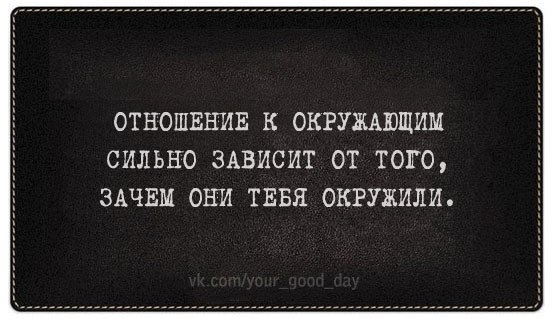 ОТНОШЕНИЕ К ОКРУЖАЮЩИМ
СИЛЬНО ЗАВИСИТ ОТ ТОГО,
ЗАЧЕМ ОНИ ТЕБЯ ОКРУЖИЛИ.
vk.com/your_good_day